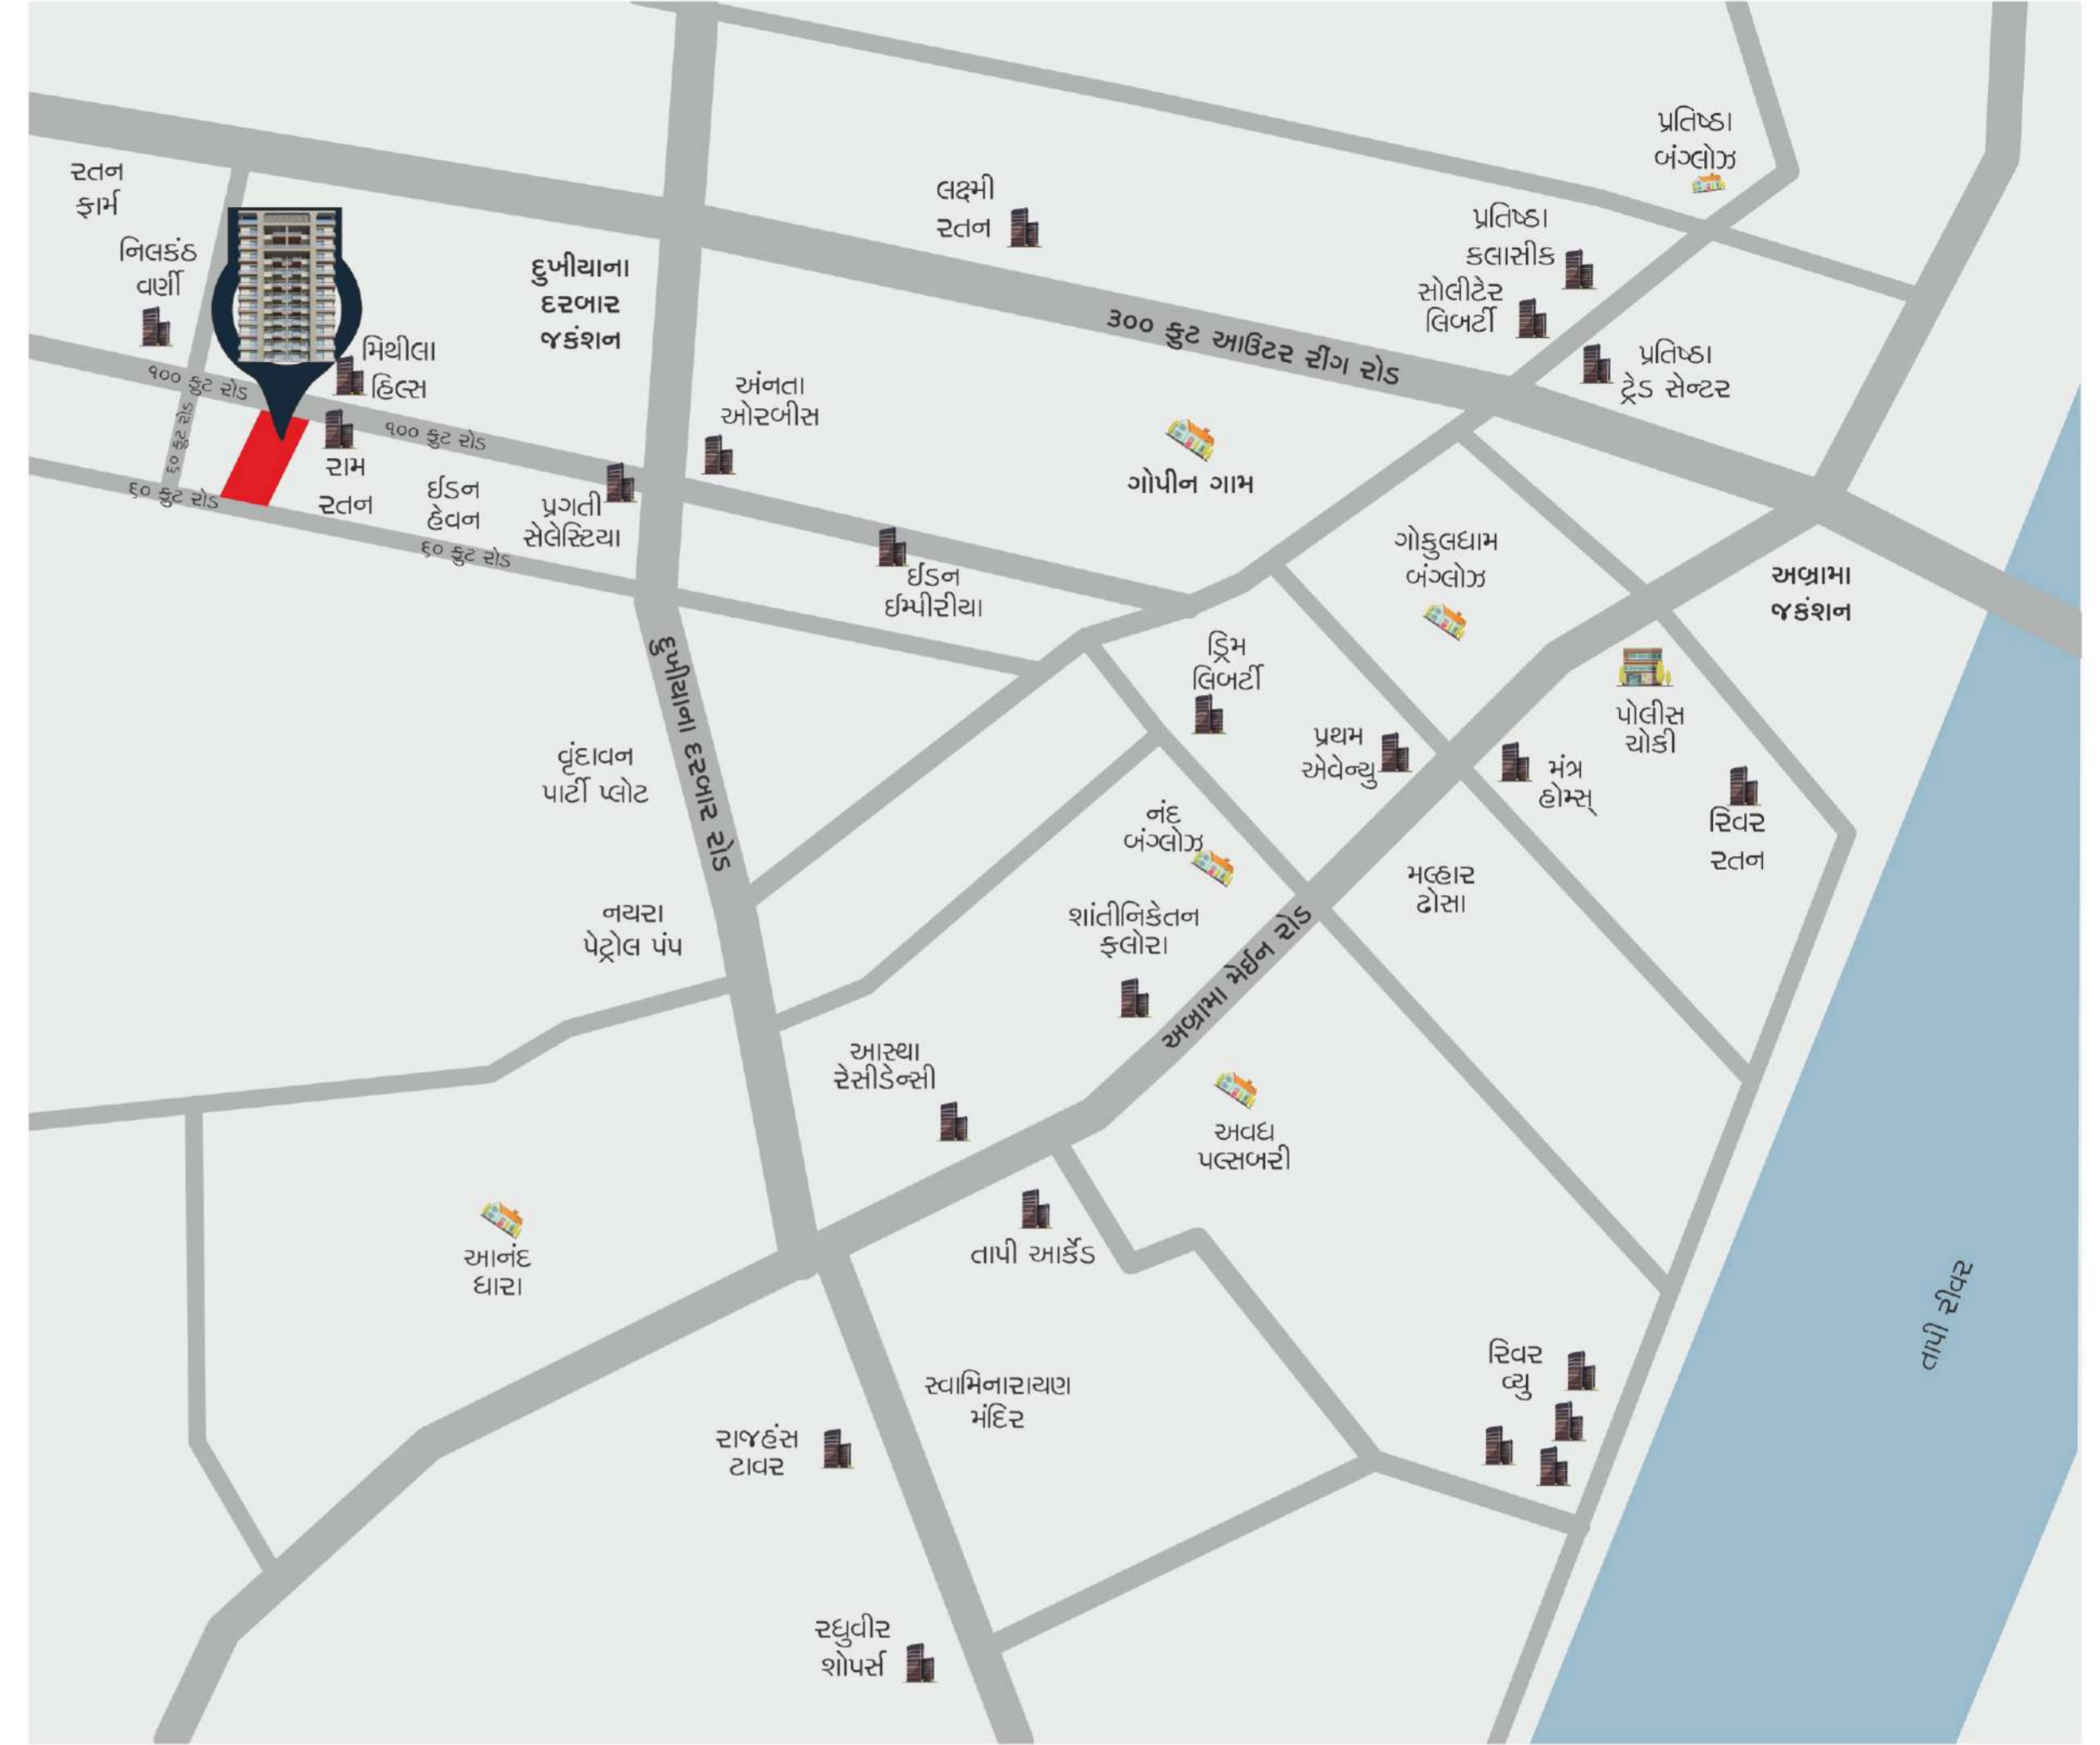 પ્રતિષ્ઠા
બંગ્લોઝ
રતન
ફાર્મ
લક્ષ્મી
રતન
પ્રતિષ્ઠા
કલાસીક
નિલકંઠ
વર્ણી
દુખીયાના
દરબાર
જકંશન
સોલીટેર
લિબર્ટી
૩૦૦ ફુટ આઉટર રીંગ રોડ
મિથીલા
હિલ્સ
પ્રતિષ્ઠા
ટ્રેડ સેન્ટર
૧૦૦ ફુટ રોડ
અંનતા
ઓરબીસ
૬૦ ફુટ રોડ
૧૦૦ ફુટ રોડ
રામ
રતન
ગોપીન ગામ
૬૦ ફુટ રોડ
ઈડન
હેવન
પ્રગતી
સેલેસ્ટિયા
૬૦ ફુટ રોડ
ગોકુલધામ
બંગ્લોઝ
ઈડન
ઈમ્પીરીયા
અબ્રામા
જકંશન
ડ્રિમ
લિબર્ટી
દુખીયાના દરબાર રોડ
પોલીસ
ચોકી
પ્રથમ
એવેન્યુ
વૃંદાવન
પાર્ટી પ્લોટ
મંત્ર
હોમ્સ્
નંદ
બંગ્લોઝ
રિવર
રતન
મલ્હાર
ઢોસા
નયરા
પેટ્રોલ પંપ
શાંતીનિકેતન
ફલોરા
અબ્રામા મેઈન રોડ
આસ્થા
રેસીડેન્સી
અવધ
પલ્સબરી
આનંદ
ધારા
તાપી આર્કેડ
તાપી રીવર
રિવર
વ્યુ
સ્વામિનારાયણ
મંદિર
રાજહંસ
ટાવર
રઘુવીર
શોપર્સ